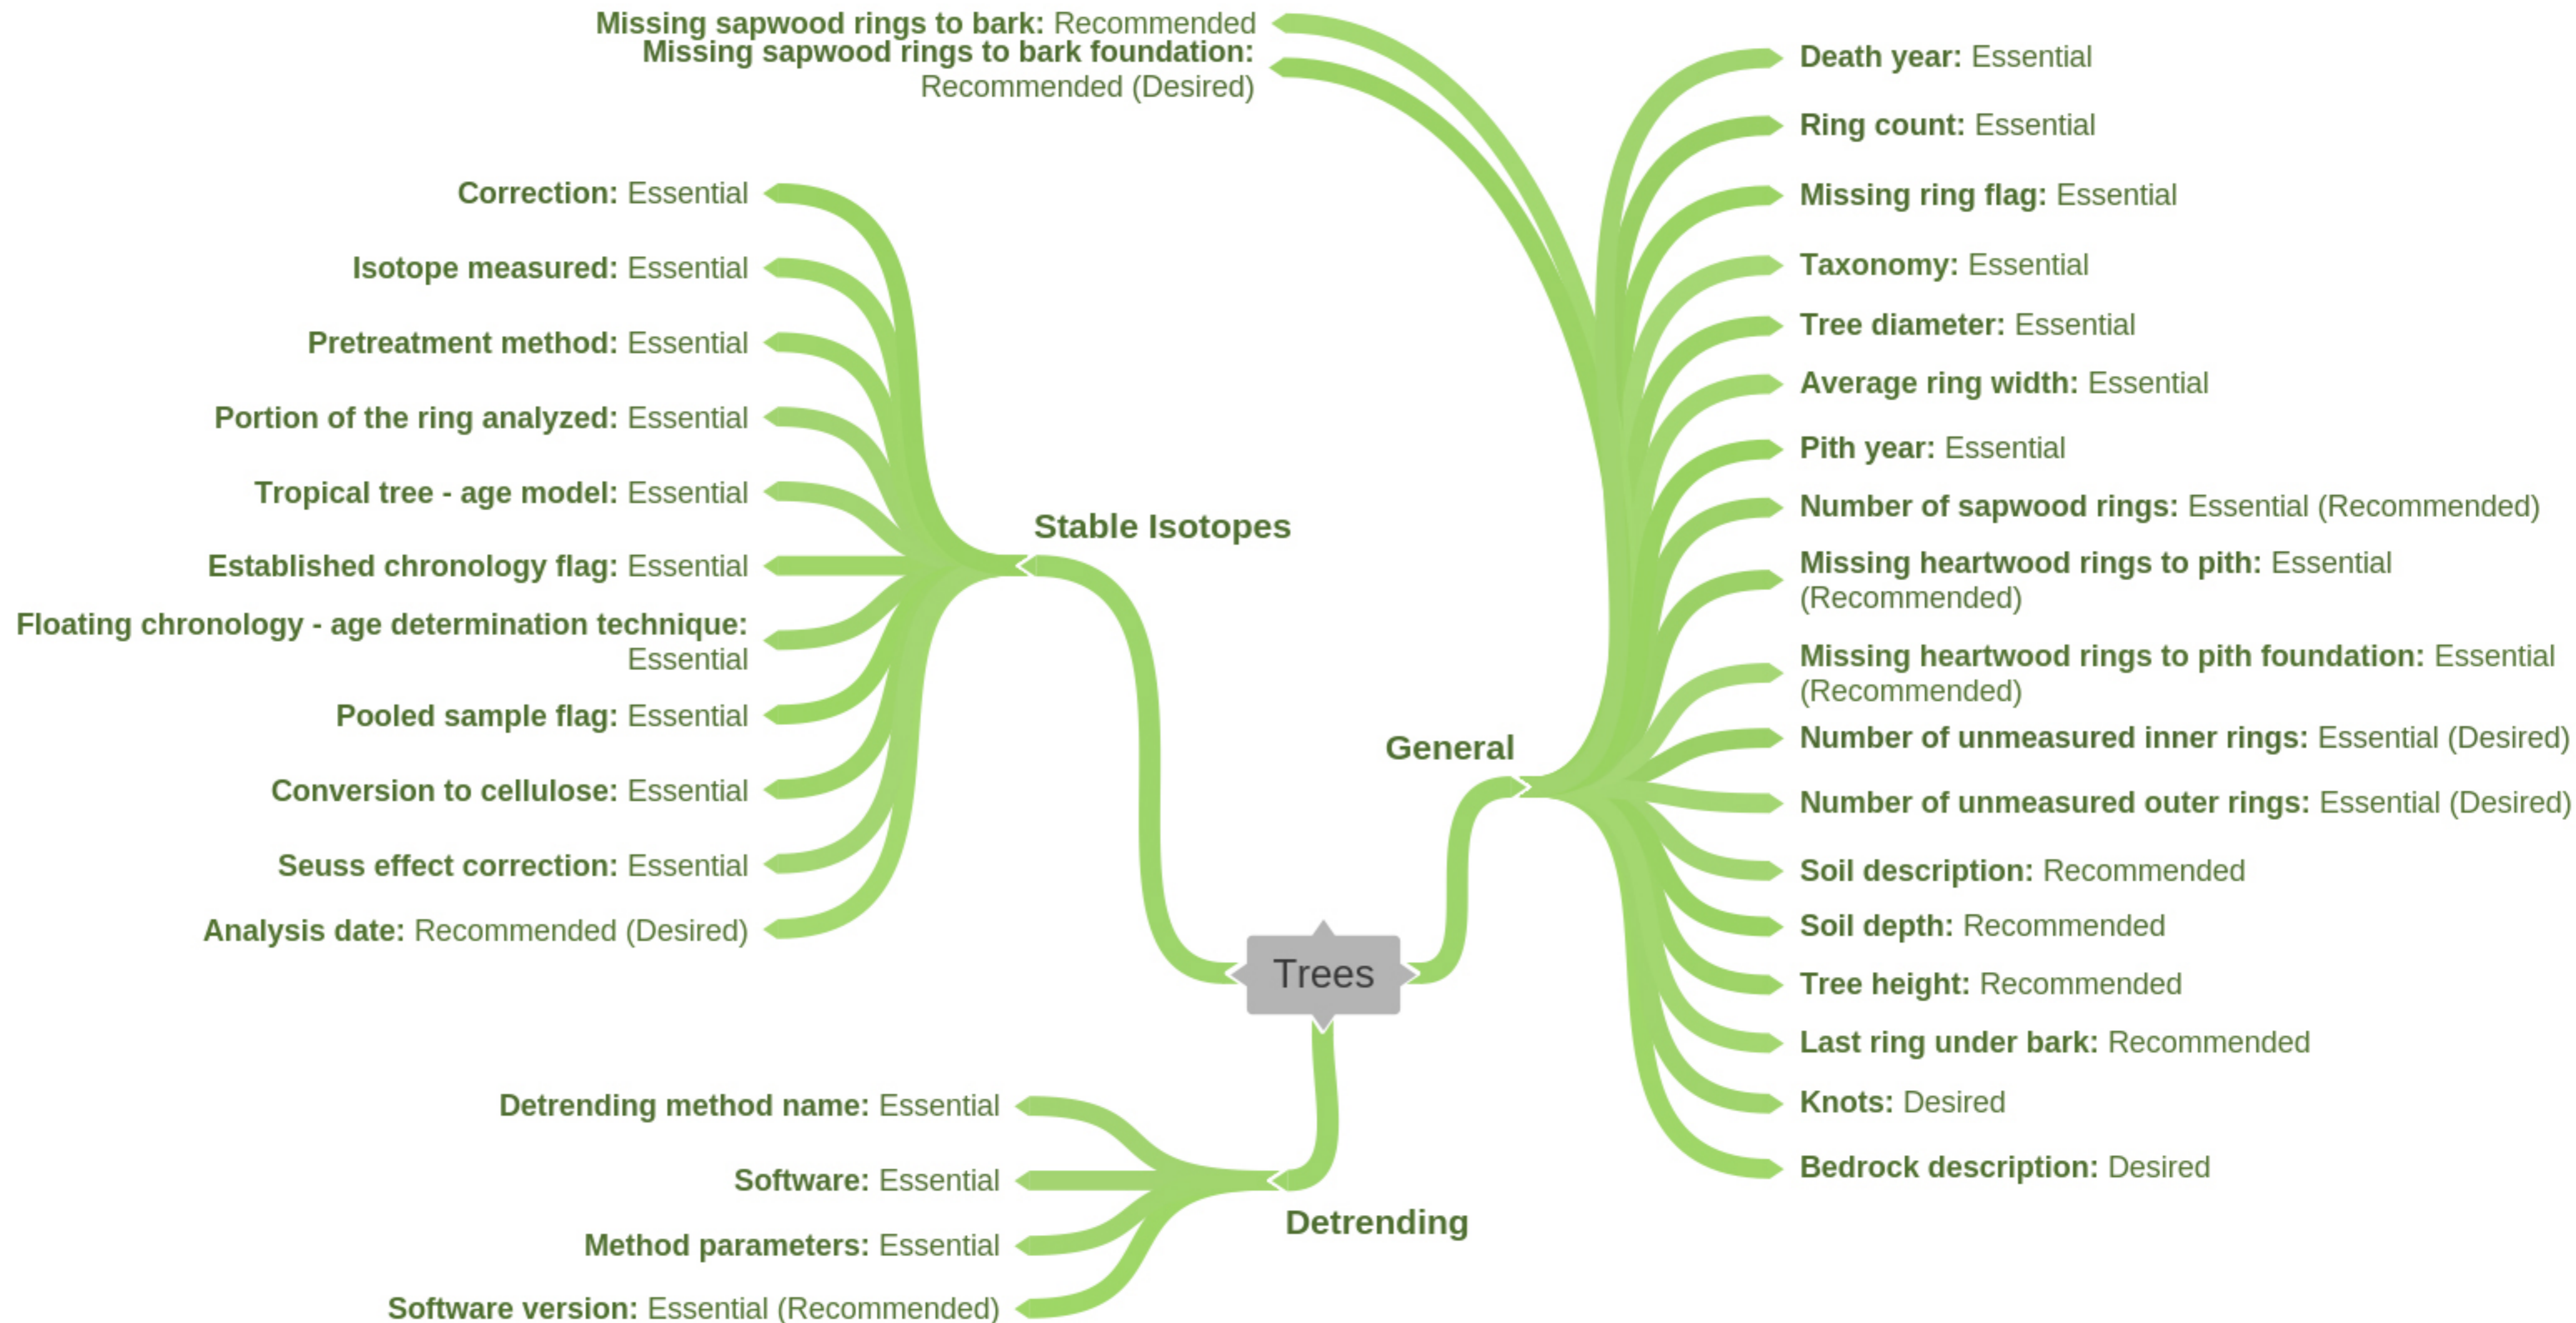 Missing sapwood rings to bark: Recommended
Missing sapwood rings to bark foundation:
Recommended (Desired)
Correction: Essential
Isotope measured: Essential
Pretreatment method: Essential
Portion of the ring analyzed: Essential
Tropical tree - age model: Essential
Established chronology flag: Essential
Floating chronology - age determination technique:
Essential
Pooled sample flag: Essential
Conversion to cellulose: Essential
Seuss effect correction: Essential
Analysis date: Recommended (Desired)
Stable Isotopes
Trees
General
Death year: Essential
Ring count: Essential
Missing ring flag: Essential
Taxonomy: Essential
Tree diameter: Essential
Average ring width: Essential
Pith year: Essential
Number of sapwood rings: Essential (Recommended)
Missing heartwood rings to pith: Essential
(Recommended)
Missing heartwood rings to pith foundation: Essential
(Recommended)
Number of unmeasured inner rings: Essential (Desired)
Number of unmeasured outer rings: Essential (Desired)
Soil description: Recommended
Soil depth: Recommended
Tree height: Recommended
Last ring under bark: Recommended
Knots: Desired
Bedrock description: Desired
Detrending method name: Essential
Software: Essential
Method parameters: Essential
Software version: Essential (Recommended)
Detrending